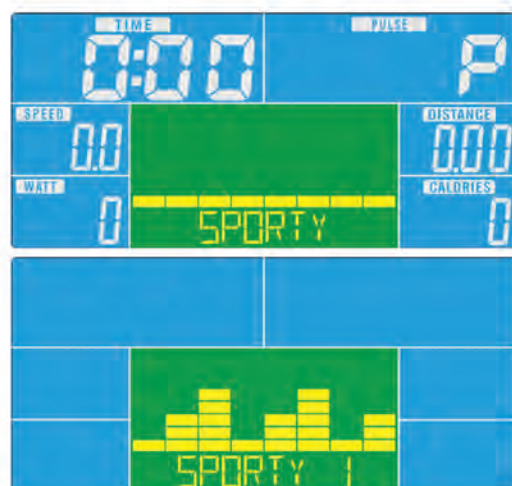 TIME PULSE
0:00 P
SPEED DISTANCE
0.0 0.00
WATT CALORIES
0 0
SPORTY
SPORTY 1